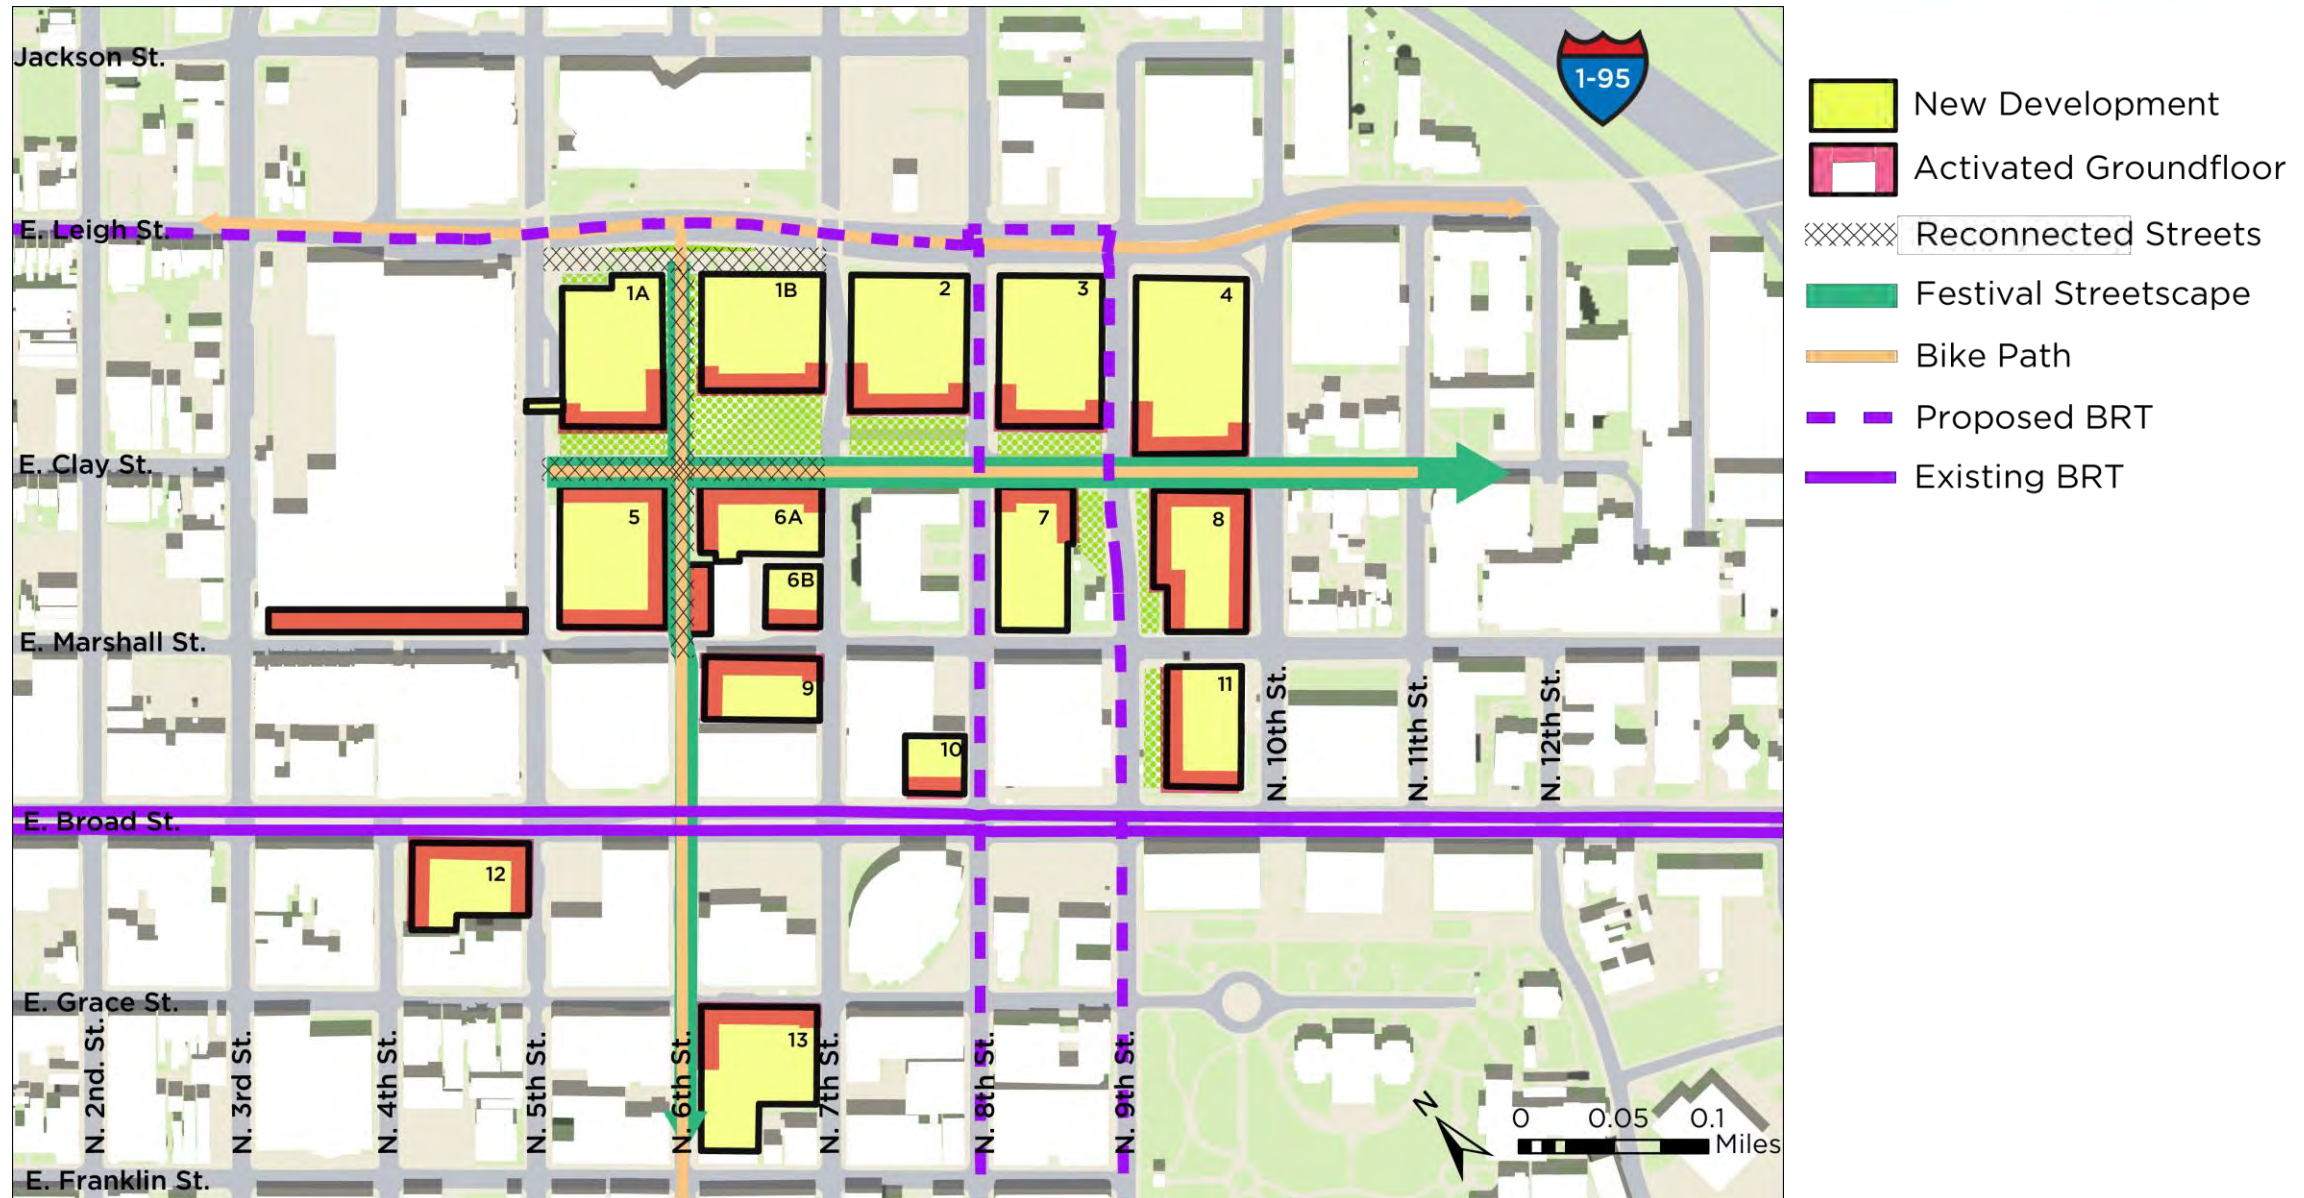 Jackson St.
1-95
New Development
Activated Groundfloor
E. Leigh St.
Reconnected Streets
1A
1B
2
3
4
Festival Streetscape
Bike Path
Proposed BRT
E. Clay St.
Existing BRT
5
6A
7
8
6B
E. Marshall St.
9
11
N. 10th St.
N. 11th St.
N. 12th St.
10
E. Broad St.
12
E. Grace St.
N. 2nd. St.
N. 3rd St.
N. 4th St.
N. 5th St.
N. 6th St.
13
N. 7th St.
N. 8th St.
N. 9th St.
N
0 0.05 0.1
Miles
E. Franklin St.